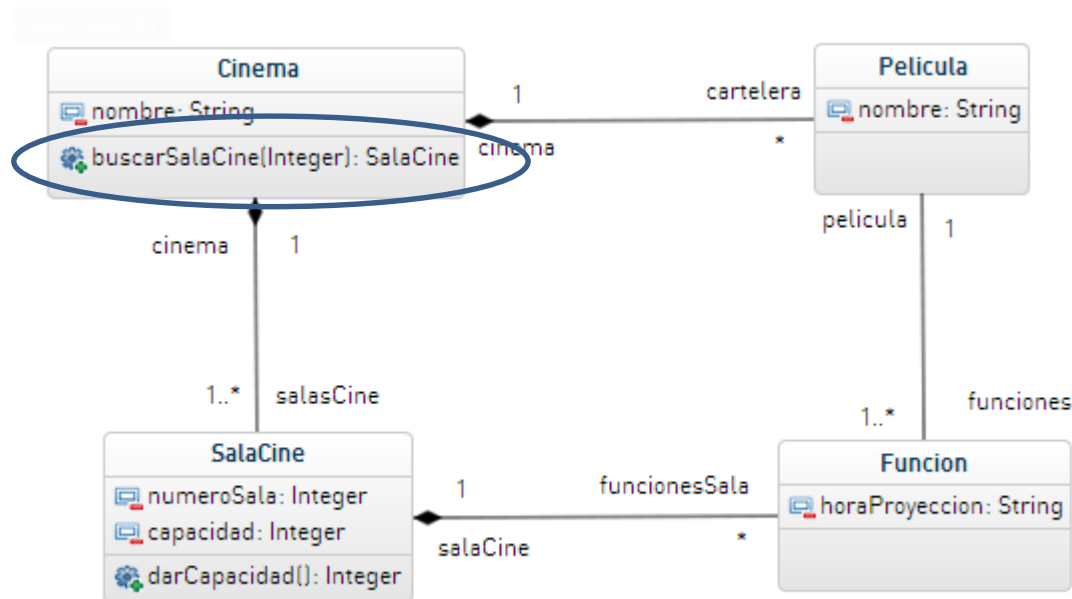 Cinema
nombre: String
buscarSalaCine(Integer): SalaCine
1
cartelera
cinema
*
Pelicula
nombre: String
cinema
1
pelicula
1
1..*
salasCine
1..*
funciones
SalaCine
numeroSala: Integer
capacidad: Integer
darCapacidad(): Integer
1
funcionesSala
salaCine
*
Funcion
horaProyeccion: String